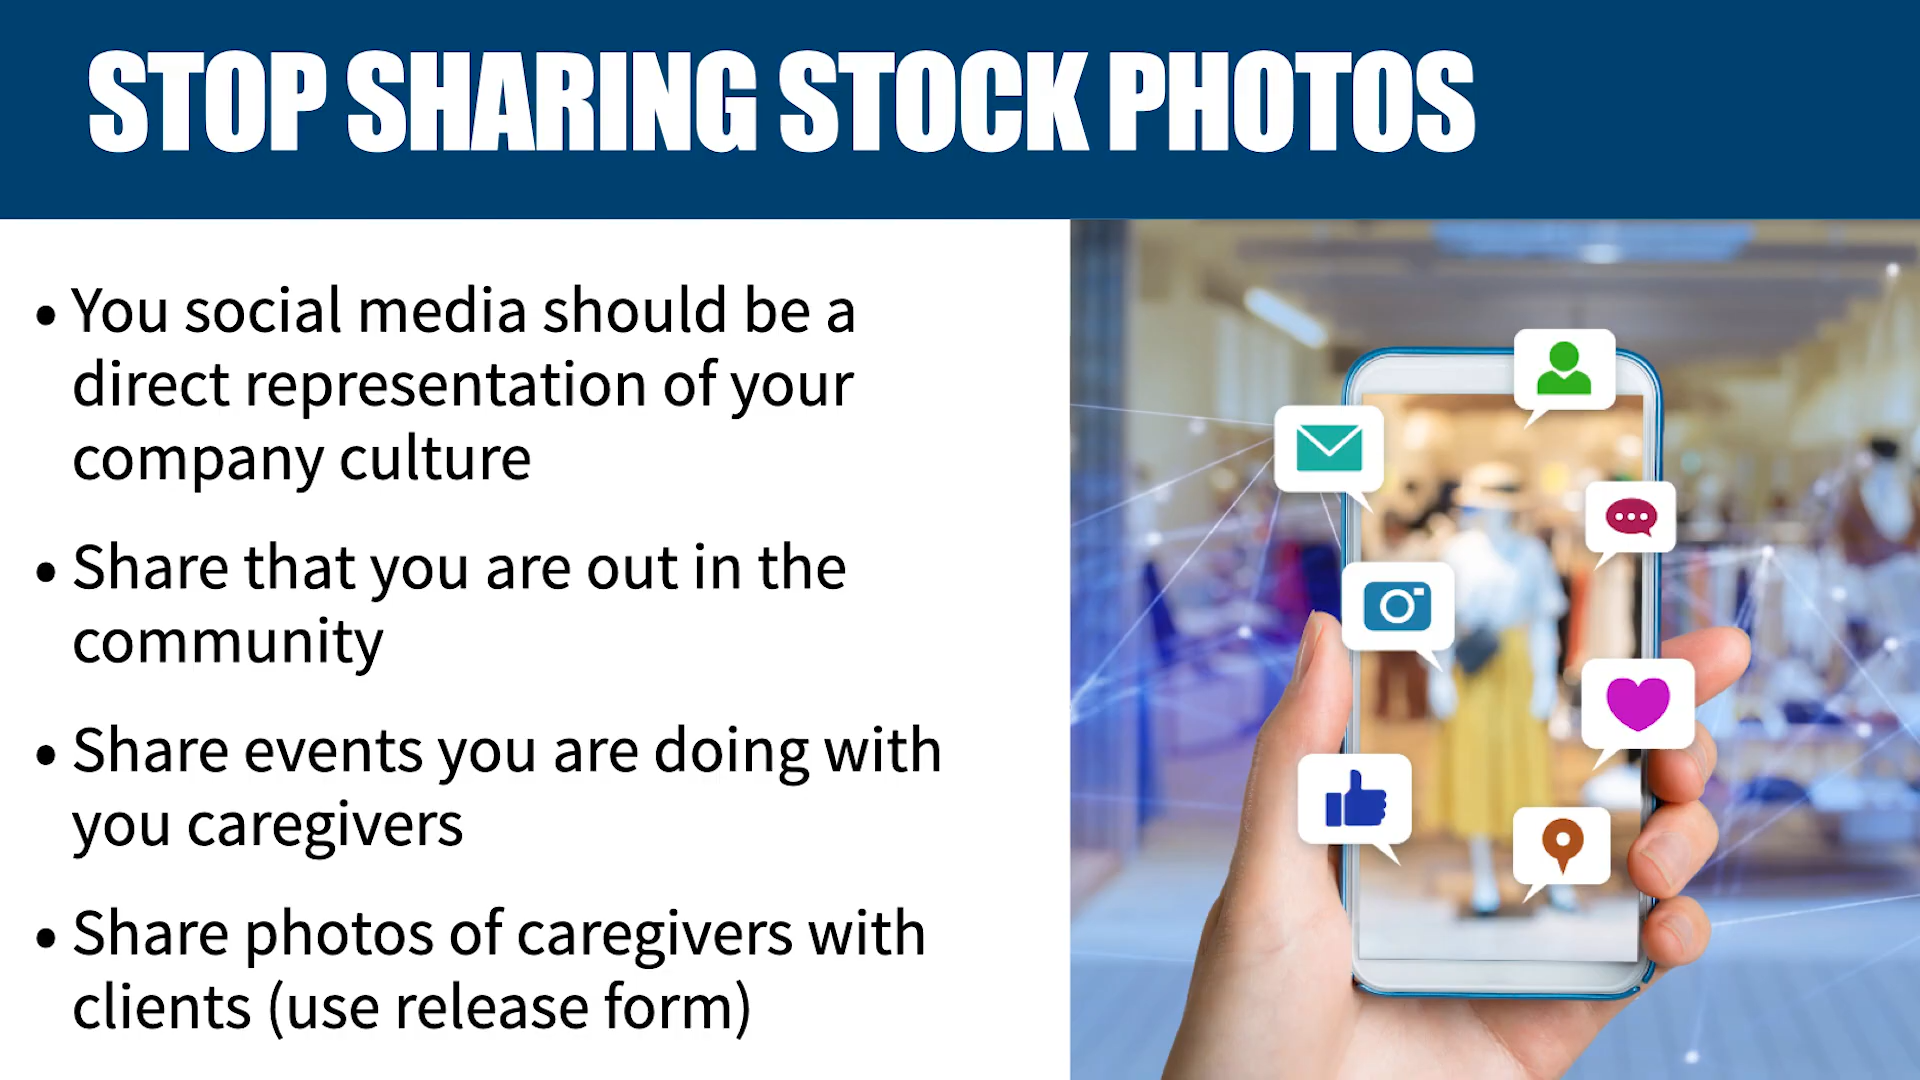 STOP SHARING STOCK PHOTOS
• You social media should be a
direct representation of your
company culture
• Share that you are out in the
community
• Share events you are doing with
you caregivers
• Share photos of caregivers with
clients (use release form)